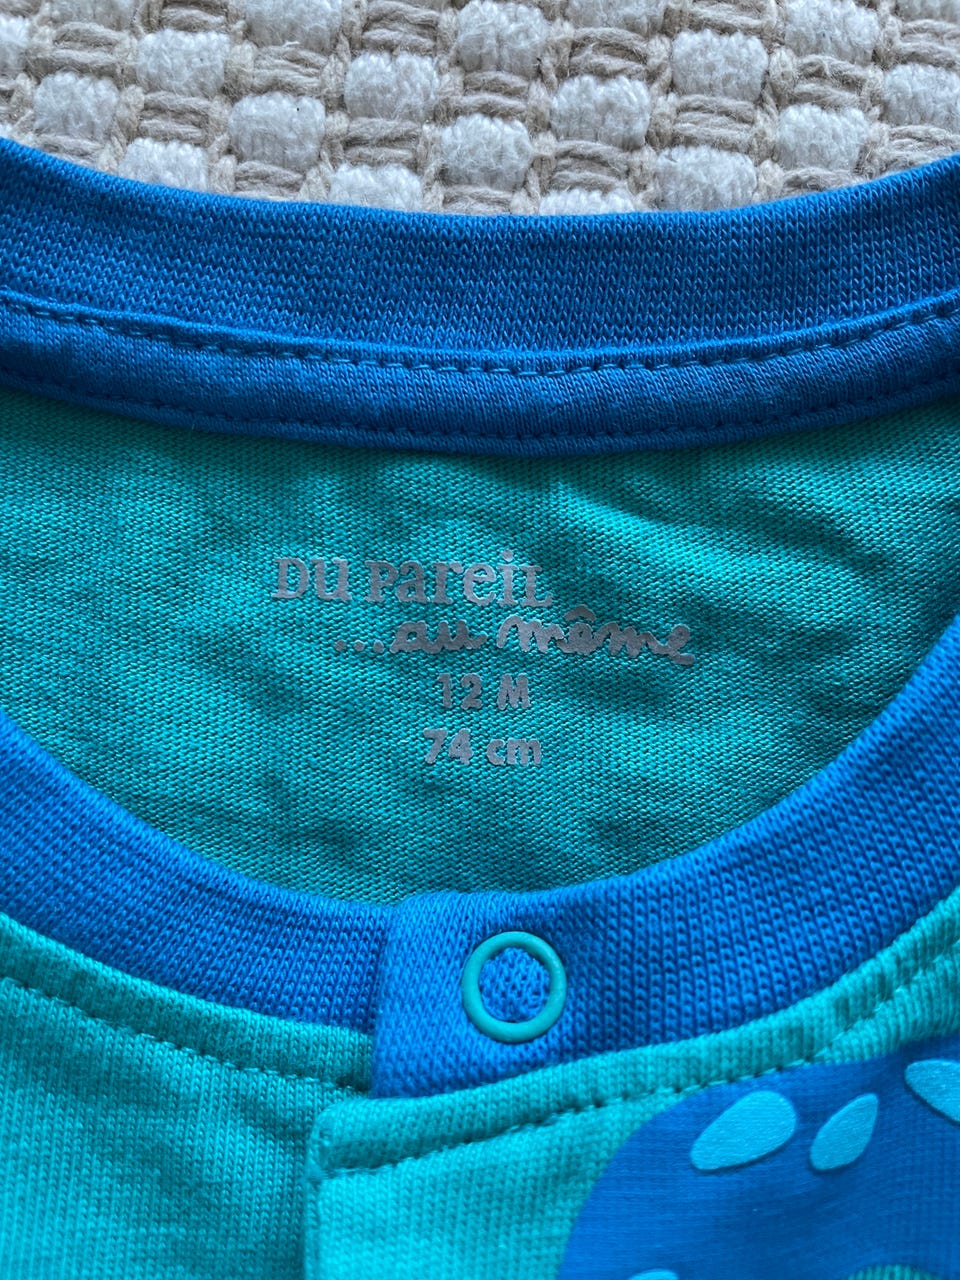 DU PareiL
...au même
12 M
74 cm